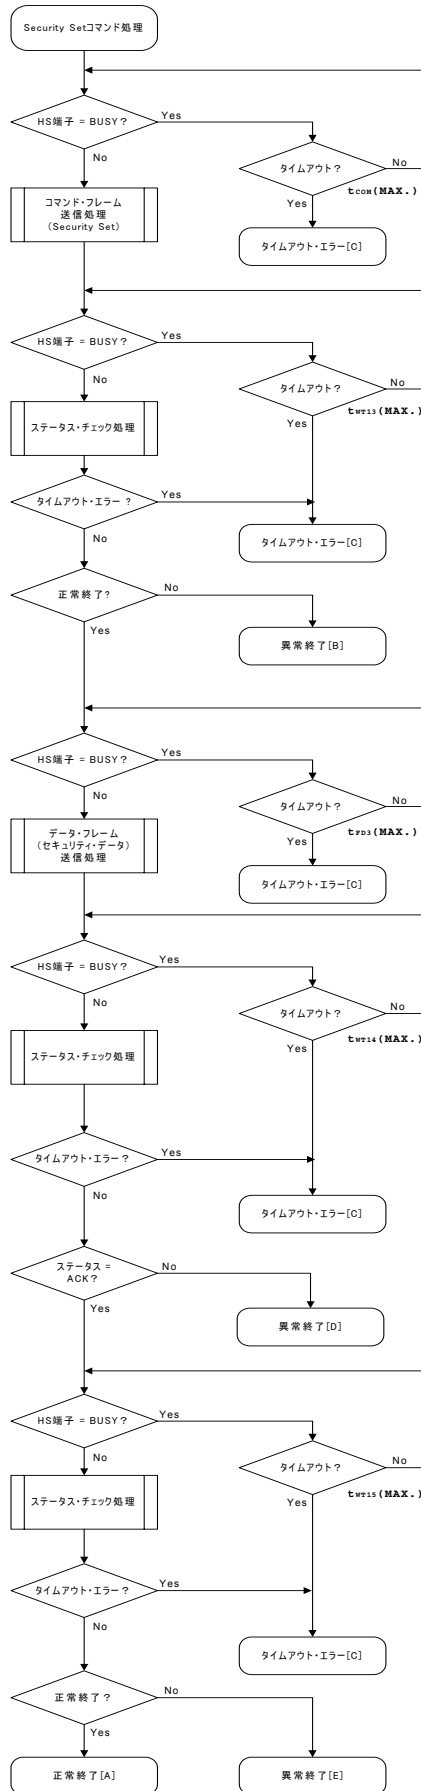 Security Setコマンド処理
HS端子 = BUSY?
Yes
No
タイムアウト?
No
Yes
tCOM(MAX.)
コマンド・フレーム
送信処理
(Security Set)
タイムアウト・エラー[C]
HS端子 = BUSY?
Yes
No
タイムアウト?
No
Yes
tWT13(MAX.)
ステータス・チェック処理
タイムアウト・エラー?
Yes
No
タイムアウト・エラー[C]
正常終了?
No
Yes
異常終了[B]
HS端子 = BUSY?
Yes
No
タイムアウト?
No
Yes
tFD3(MAX.)
データ・フレーム
(セキュリティ・データ)
送信処理
タイムアウト・エラー[C]
HS端子 = BUSY?
Yes
No
タイムアウト?
No
Yes
tWT14(MAX.)
ステータス・チェック処理
タイムアウト・エラー?
Yes
No
タイムアウト・エラー[C]
ステータス =
ACK?
No
Yes
異常終了[D]
HS端子 = BUSY?
Yes
No
タイムアウト?
No
Yes
tWT15(MAX.)
ステータス・チェック処理
タイムアウト・エラー?
Yes
No
タイムアウト・エラー[C]
正常終了?
No
Yes
正常終了[A]
異常終了[E]